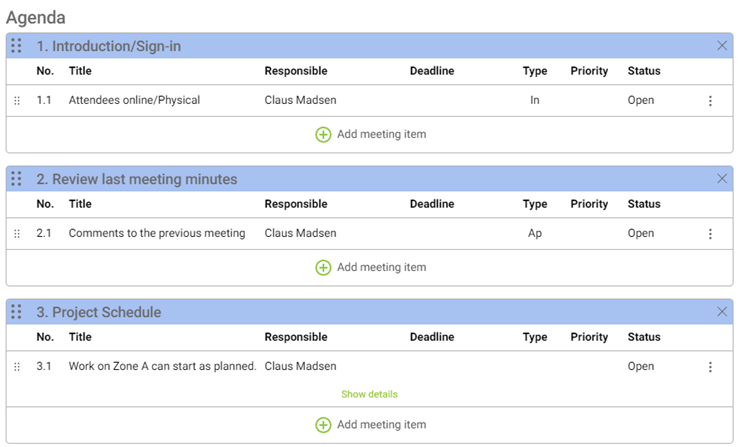 Agenda
1. Introduction/Sign-in
No. Title Responsible Deadline Type Priority Status
1.1 Attendees online/Physical Claus Madsen In Open
Add meeting item
2. Review last meeting minutes
No. Title Responsible Deadline Type Priority Status
2.1 Comments to the previous meeting Claus Madsen Ap Open
Add meeting item
3. Project Schedule
No. Title Responsible Deadline Type Priority Status
3.1 Work on Zone A can start as planned. Claus Madsen Open
Show details
Add meeting item